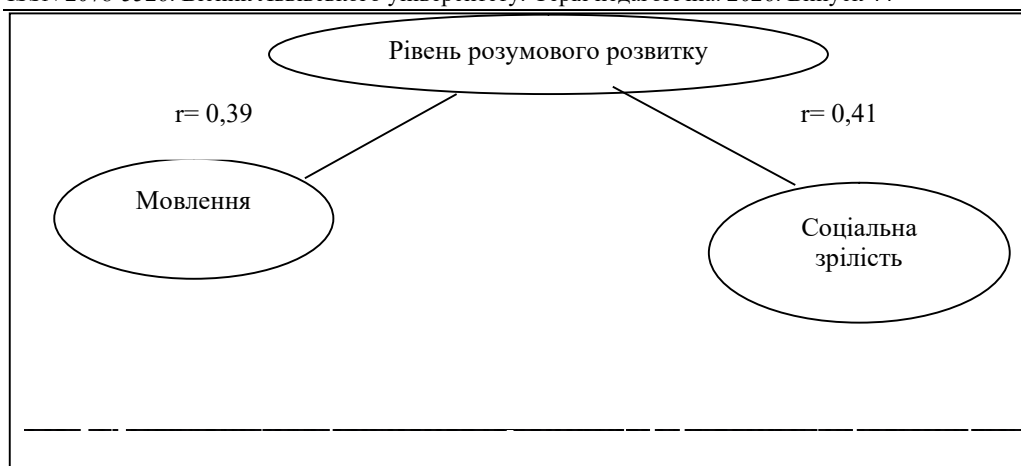 Рівень розумового розвитку
r= 0,39
r= 0,41
Мовлення
Соціальна
зрілість